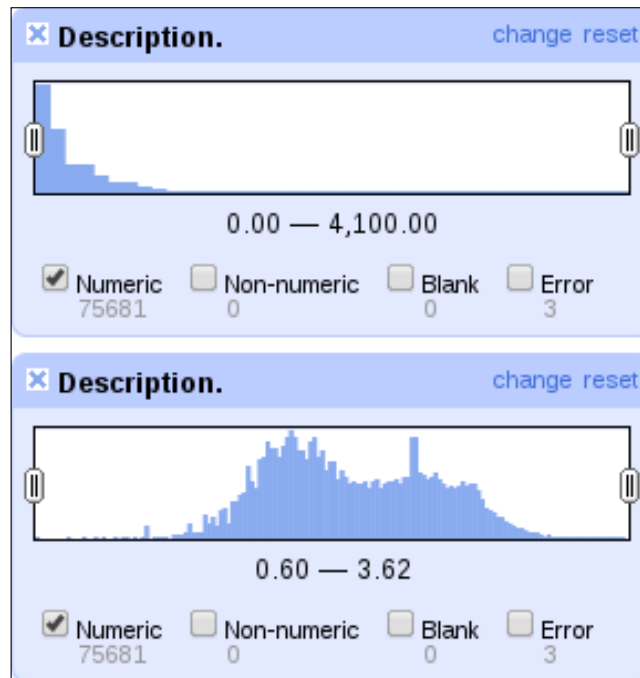 Description. change reset
0.00 — 4,100.00
Numeric Non-numeric Blank Error
75681 0 0 3
Description. change reset
0.60 — 3.62
Numeric Non-numeric Blank Error
75681 0 0 3